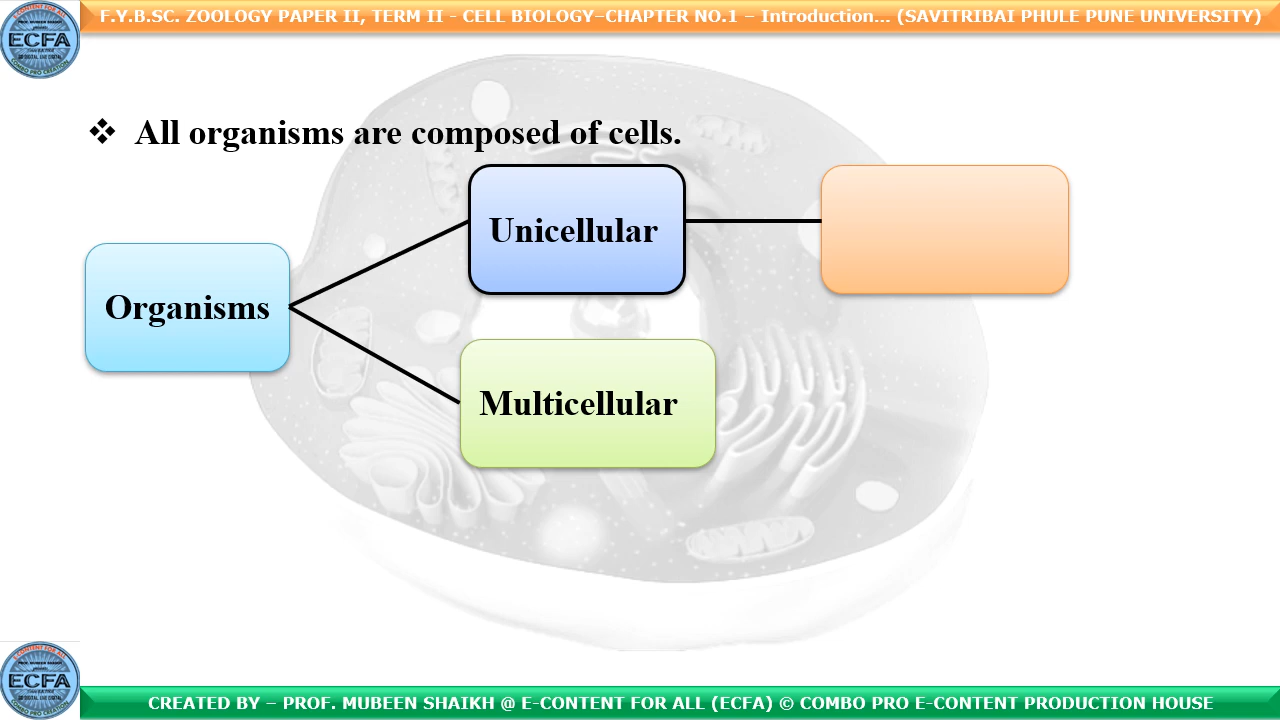 F.Y.B.SC. ZOOLOGY PAPER II, TERM II - CELL BIOLOGY–CHAPTER NO.1 – Introduction... (SAVITRIBAI PHULE PUNE UNIVERSITY)
ECFA
❖ All organisms are composed of cells.
Unicellular
Organisms
Multicellular
ECFA
CREATED BY – PROF. MUBEEN SHAIKH @ E-CONTENT FOR ALL (ECFA) © COMBO PRO E-CONTENT PRODUCTION HOUSE